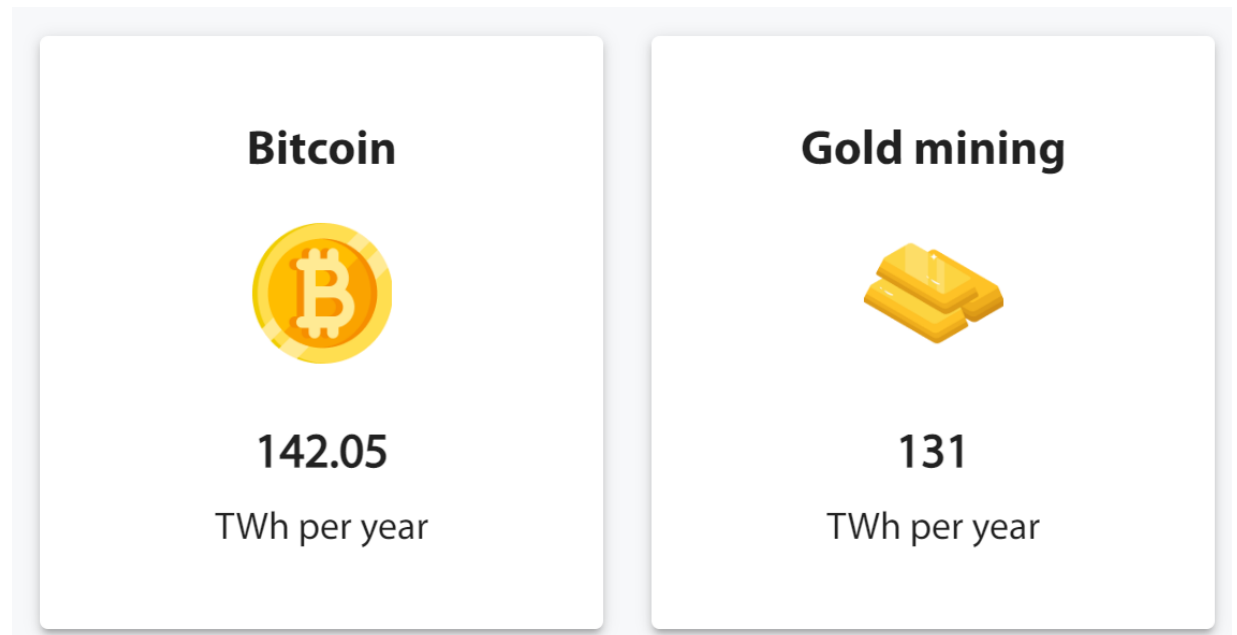 Bitcoin
142.05
TWh per year
Gold mining
131
TWh per year